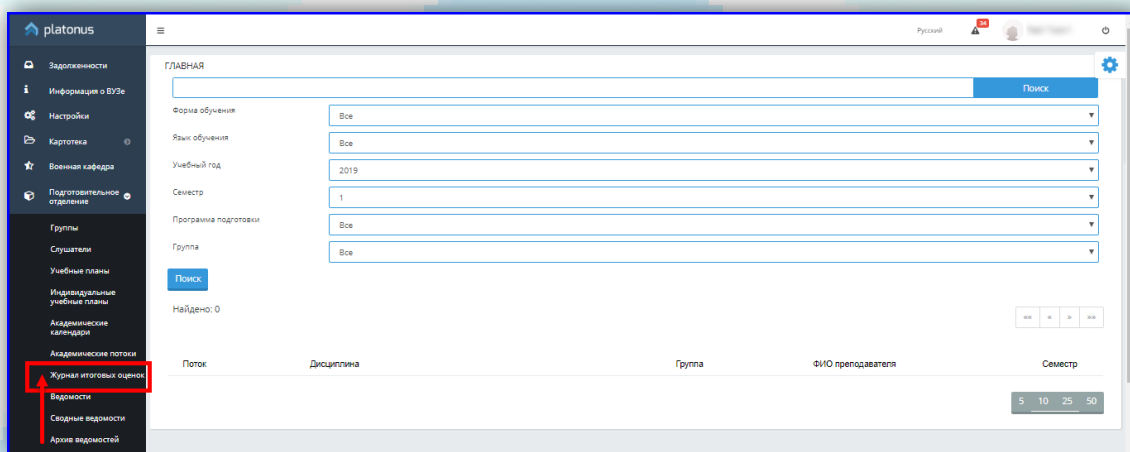 platonus
Русский
34
Задолженности
Информация о ВУЗе
Настройки
Картотека
Военная кафедра
Подготовительное
отделение
Группы
Слушатели
Учебные планы
Индивидуальные
учебные планы
Академические
календари
Академические потоки
Журнал итоговых оценок
Ведомости
Сводные ведомости
Архив ведомостей
ГЛАВНАЯ
Поиск
Форма обучения
Все
Язык обучения
Все
Учебный год
2019
Семестр
1
Программа подготовки
Все
Группа
Все
Поиск
Найдено: 0
«« « » »»
Поток Дисциплина Группа ФИО преподавателя Семестр
5 10 25 50